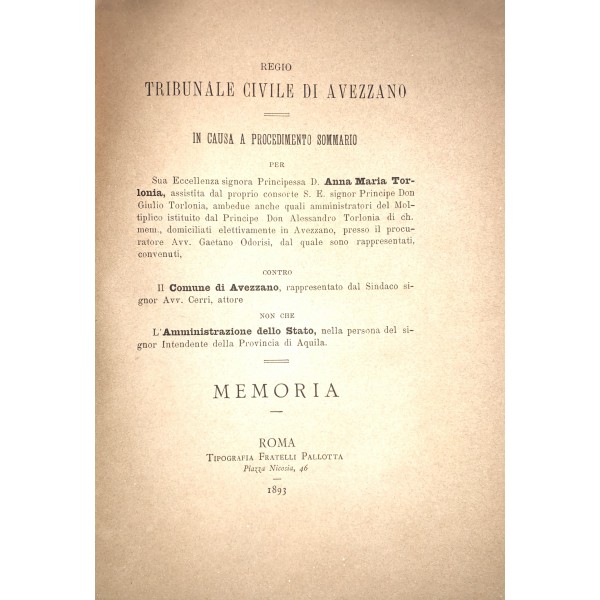 REGIO
TRIBUNALE CIVILE DI AVEZZANO
IN CAUSA A PROCEDIMENTO SOMMARIO
PER
Sua Eccellenza signora Principessa D. Anna Maria Tor-
lonia, assistita dal proprio consorte S. E. signor Principe Don
Giulio Torlonia, ambedue anche quali amministratori del Mol-
tiplico istituito dal Principe Don Alessandro Torlonia di ch.
mem., domiciliati elettivamente in Avezzano, presso il procu-
ratore Avv. Gaetano Odorisi, dal quale sono rappresentati,
convenuti,
CONTRO
Il Comune di Avezzano, rappresentato dal Sindaco si-
gnor Avv. Cerri, attore
NON CHE
L'Amministrazione dello Stato, nella persona del si-
gnor Intendente della Provincia di Aquila.
MEMORIA
ROMA
TIPOGRAFIA FRATELLI PALLOTTA
Piazza Nicosia, 46
1893